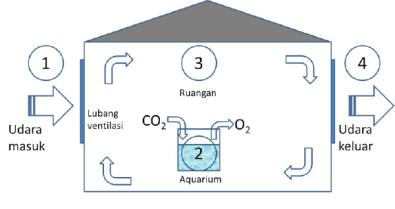 1
3
4
Ruangan
Lubang
ventilasi
Udara
masuk
CO2
O2
2
Aquarium
Udara
keluar